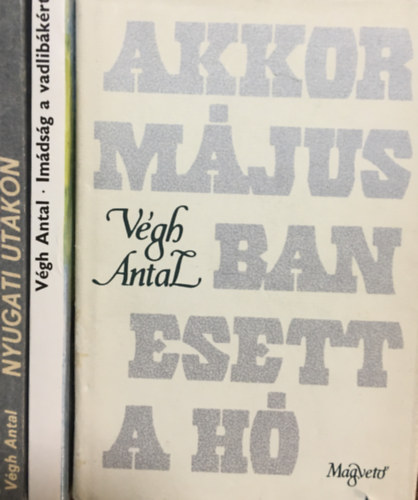 Végh Antal NYUGATI UTAKON
Végh Antal · Imádság a vadlibákért
AKKOR
MÁJUS
BAN
ESETT
A HÓ
Végh
Antal
Magvető